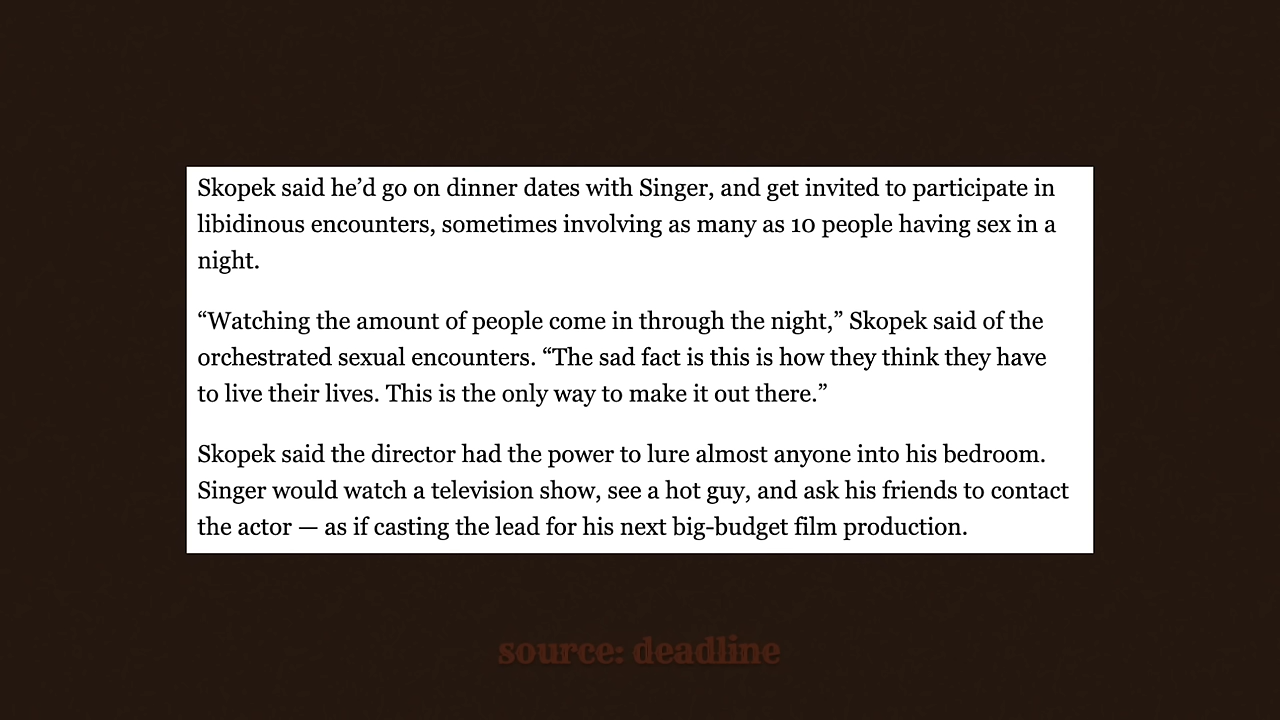 Skopek said he’d go on dinner dates with Singer, and get invited to participate in
libidinous encounters, sometimes involving as many as 10 people having sex in a
night.
“Watching the amount of people come in through the night,” Skopek said of the
orchestrated sexual encounters. “The sad fact is this is how they think they have
to live their lives. This is the only way to make it out there.”
Skopek said the director had the power to lure almost anyone into his bedroom.
Singer would watch a television show, see a hot guy, and ask his friends to contact
the actor — as if casting the lead for his next big-budget film production.
source: deadline